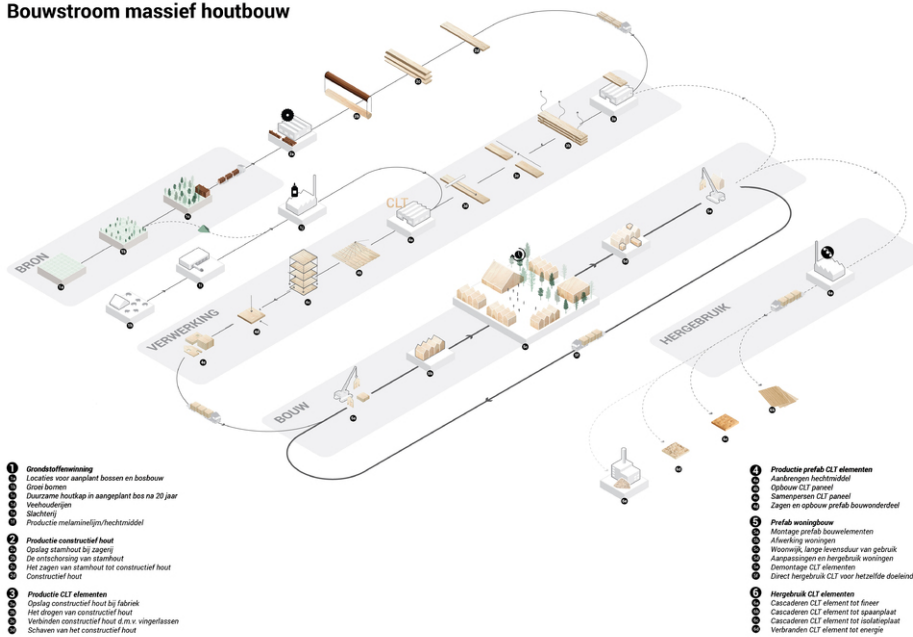 Bouwstroom massief houtbouw
BRON
VERWERKING
CLT
BOUW
HERGEBRUIK
1 Grondstoffenwinning
Locaties voor aanplant bossen en bosbouw
Groei bomen
Duurzame houtkap in aangeplant bos na 20 jaar
Veehouderijen
Slachterij
Productie melaminelijm/hechtmiddel
2 Productie constructief hout
Opslag stamhout bij zagerij
De ontschorsing van stamhout
Het zagen van stamhout tot constructief hout
Constructief hout
3 Productie CLT elementen
Opslag constructief hout bij fabriek
Het drogen van constructief hout
Verbinden constructief hout d.m.v. vingerlassen
Schaven van het constructief hout
4 Productie prefab CLT elementen
Aanbrengen hechtmiddel
Opbouw CLT paneel
Samenpersen CLT paneel
Zagen en opbouw prefab bouwonderdeel
5 Prefab woningbouw
Montage prefab bouwelementen
Afwerking woningen
Woonwijk, lange levensduur van gebruik
Aanpassingen en hergebruik woningen
Demontage CLT elementen
Direct hergebruik CLT voor hetzelfde doeleind
6 Hergebruik CLT elementen
Cascaderen CLT element tot fineer
Cascaderen CLT element tot spaanplaat
Cascaderen CLT element tot isolatieplaat
Verbranden CLT element tot energie